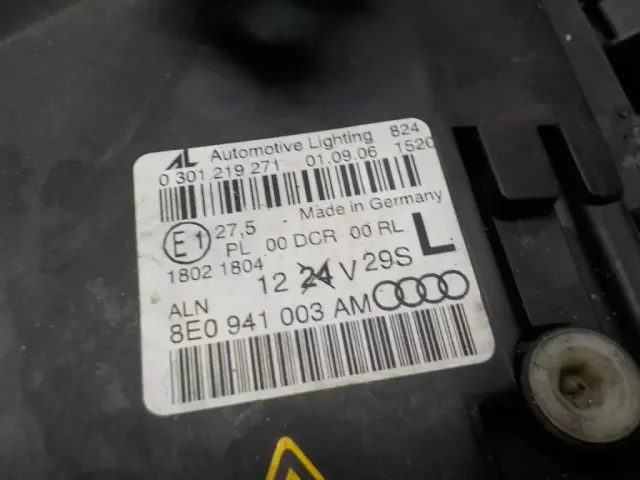 AL Automotive Lighting 824
0 301 219 271 01.09.06 1520
Made in Germany
E1 27,5
PL 00 DCR 00 RL L
1802 1804
12 24 V 29S
ALN
8E0 941 003 AM